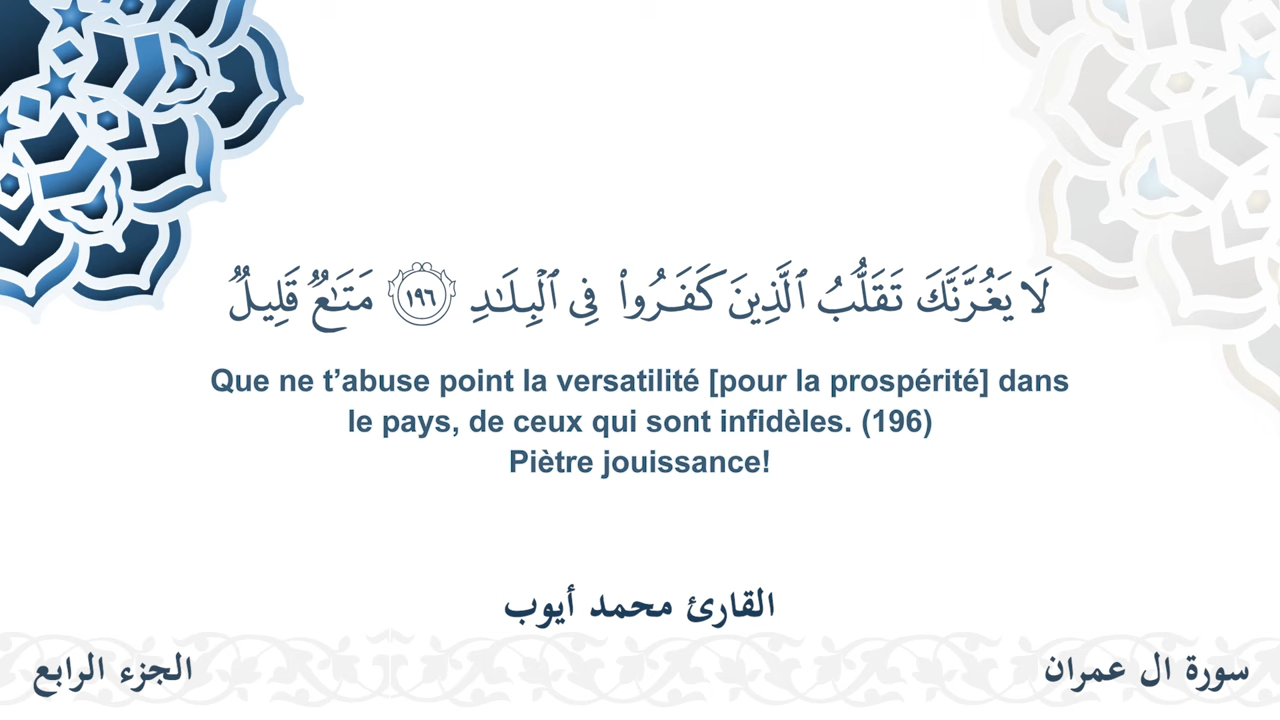 لَا يَغُرَّنَّكَ تَقَلُّبُ ٱلَّذِينَ كَفَرُوا۟ فِى ٱلْبِلَـٰدِ ١٩٦ مَتَـٰعٌۭ قَلِيلٌۭ
Que ne t’abuse point la versatilité [pour la prospérité] dans
le pays, de ceux qui sont infidèles. (196)
Piètre jouissance!
القارئ محمد أيوب
سورة ال عمران
الجزء الرابع